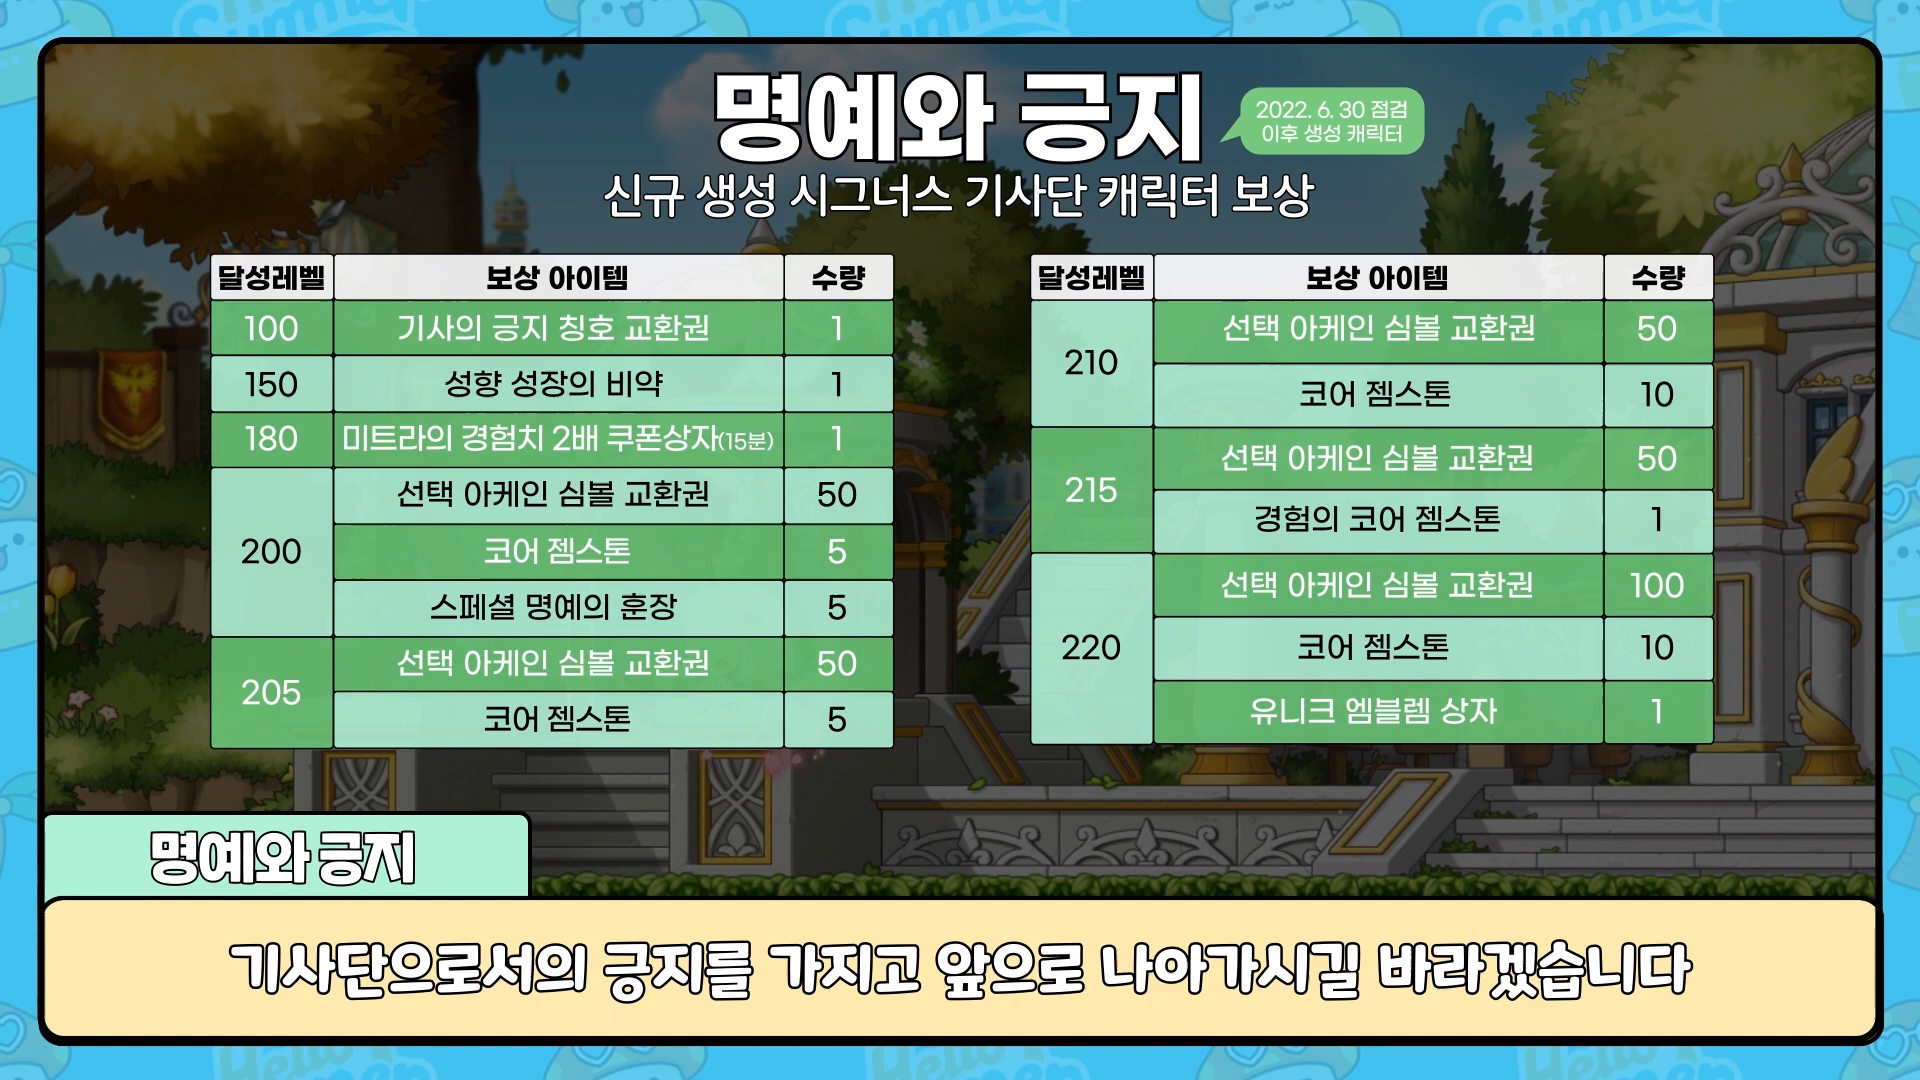 명예와 긍지
2022. 6. 30 점검
이후 생성 캐릭터
신규 생성 시그너스 기사단 캐릭터 보상
달성레벨 보상 아이템 수량
100 기사의 긍지 칭호 교환권 1
150 성향 성장의 비약 1
180 미트라의 경험치 2배 쿠폰상자(15분) 1
200 선택 아케인 심볼 교환권 50
코어 젬스톤 5
스페셜 명예의 훈장 5
205 선택 아케인 심볼 교환권 50
코어 젬스톤 5
달성레벨 보상 아이템 수량
210 선택 아케인 심볼 교환권 50
코어 젬스톤 10
215 선택 아케인 심볼 교환권 50
경험의 코어 젬스톤 1
220 선택 아케인 심볼 교환권 100
코어 젬스톤 10
유니크 엠블렘 상자 1
명예와 긍지
기사단으로서의 긍지를 가지고 앞으로 나아가시길 바라겠습니다